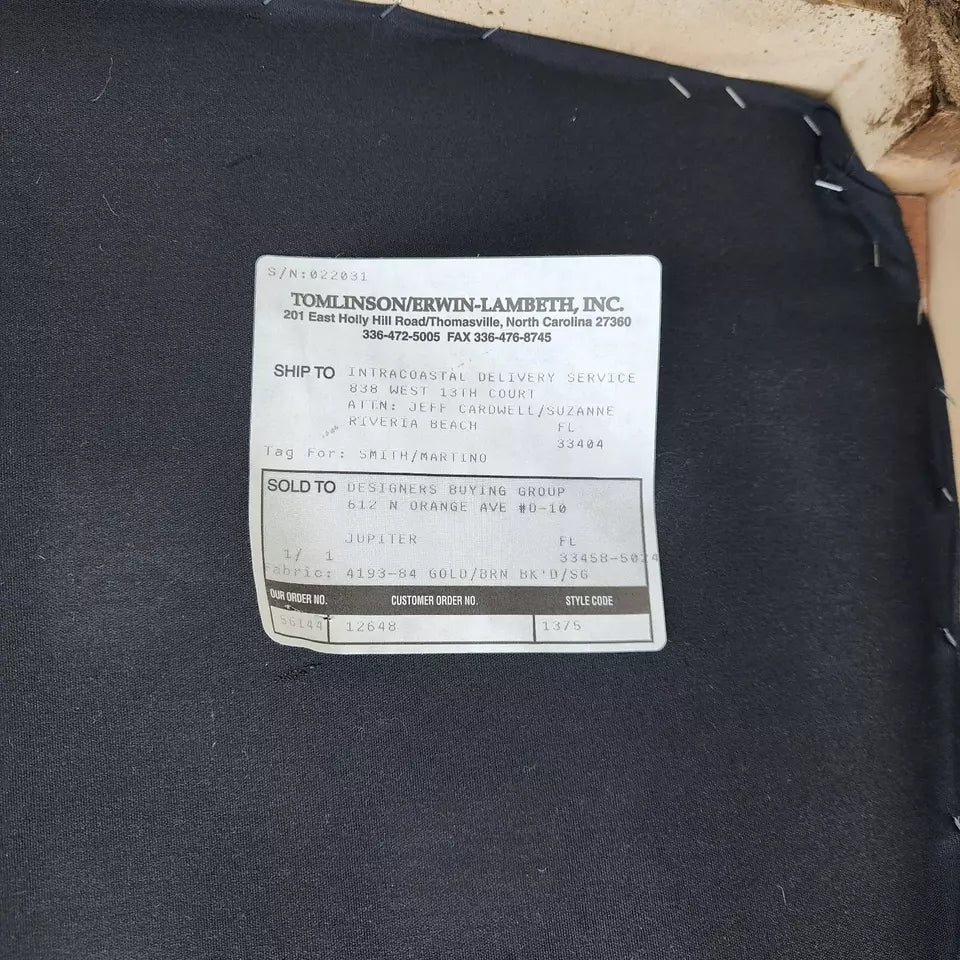 S/N:022031
TOMLINSON/ERWIN-LAMBETH, INC.
201 East Holly Hill Road/Thomasville, North Carolina 27360
336-472-5005 FAX 336-476-8745
SHIP TO INTRACOASTAL DELIVERY SERVICE
838 WEST 13TH COURT
ATTN: JEFF CARDWELL/SUZANNE
RIVERIA BEACH FL
33404
Tag For: SMITH/MARTINO
SOLD TO DESIGNERS BUYING GROUP
612 N ORANGE AVE #D-10
JUPITER FL
1/ 1 33458-5024
Fabric: 4193-84 GOLD/BRN BK'D/SG
OUR ORDER NO. CUSTOMER ORDER NO. STYLE CODE
56144 12648 1375